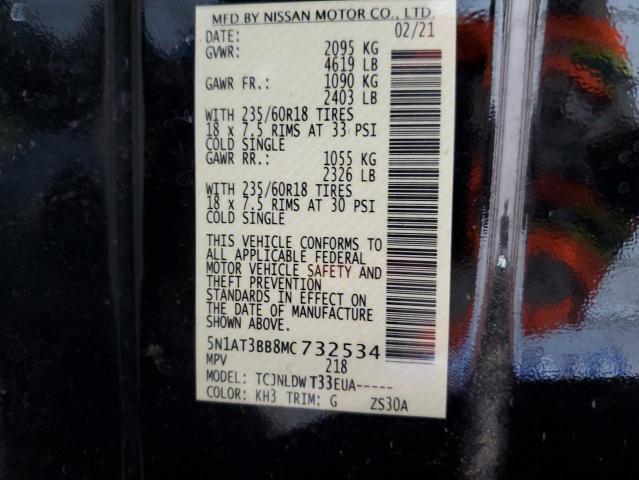 MFD BY NISSAN MOTOR CO., LTD.
DATE: 02/21
GVWR: 2095 KG
4619 LB
GAWR FR.: 1090 KG
2403 LB
WITH 235/60R18 TIRES
18 x 7.5 RIMS AT 33 PSI
COLD SINGLE
GAWR RR.: 1055 KG
2326 LB
WITH 235/60R18 TIRES
18 x 7.5 RIMS AT 30 PSI
COLD SINGLE
THIS VEHICLE CONFORMS TO
ALL APPLICABLE FEDERAL
MOTOR VEHICLE SAFETY AND
THEFT PREVENTION
STANDARDS IN EFFECT ON
THE DATE OF MANUFACTURE
SHOWN ABOVE.
5N1AT3BB8MC732534
MPV 218
MODEL: TCJNLDWT33EUA-----
COLOR: KH3 TRIM: G ZS30A